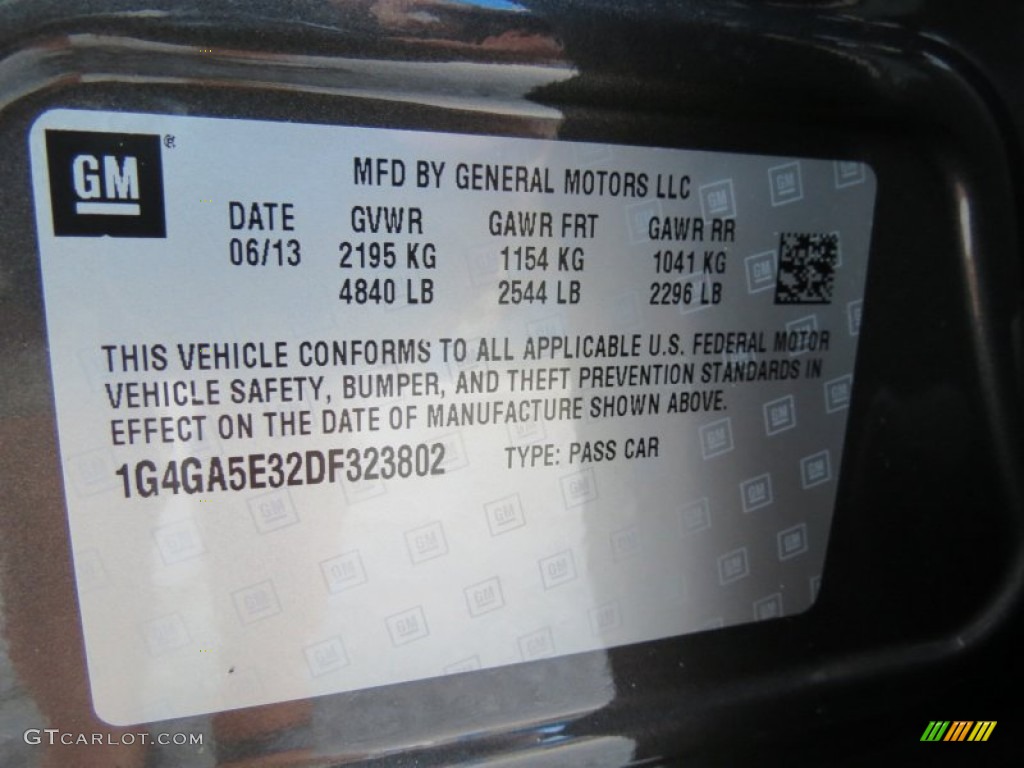 GM ®
MFD BY GENERAL MOTORS LLC
DATE GVWR GAWR FRT GAWR RR
06/13 2195 KG 1154 KG 1041 KG
4840 LB 2544 LB 2296 LB
THIS VEHICLE CONFORMS TO ALL APPLICABLE U.S. FEDERAL MOTOR
VEHICLE SAFETY, BUMPER, AND THEFT PREVENTION STANDARDS IN
EFFECT ON THE DATE OF MANUFACTURE SHOWN ABOVE.
1G4GA5E32DF323802 TYPE: PASS CAR
GTCARLOT.COM